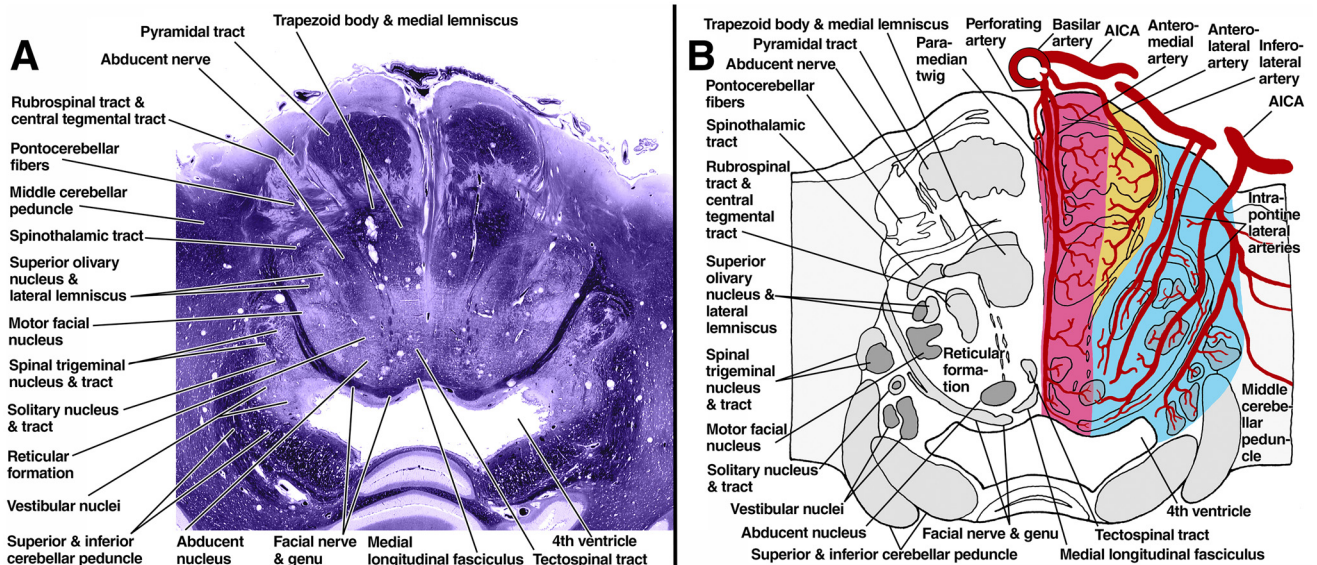 A
Trapezoid body & medial lemniscus
Pyramidal tract
Abducent nerve
Rubrospinal tract &
central tegmental tract
Pontocerebellar
fibers
Middle cerebellar
peduncle
Spinothalamic tract
Superior olivary
nucleus &
lateral lemniscus
Motor facial
nucleus
Spinal trigeminal
nucleus & tract
Solitary nucleus
& tract
Reticular
formation
Vestibular nuclei
Superior & inferior
cerebellar peduncle
Abducent
nucleus
Facial nerve
& genu
Medial
longitudinal fasciculus
4th ventricle
Tectospinal tract
B
Trapezoid body & medial lemniscus
Pyramidal tract
Abducent nerve
Pontocerebellar
fibers
Spinothalamic
tract
Rubrospinal
tract &
central
tegmental
tract
Superior
olivary
nucleus &
lateral
lemniscus
Spinal
trigeminal
nucleus
& tract
Motor facial
nucleus
Solitary nucleus
& tract
Vestibular nuclei
Abducent nucleus
Superior & inferior cerebellar peduncle
Para-
median
twig
Perforating
artery
Basilar
artery
AICA
Antero-
medial
artery
Antero-
lateral
artery
Infero-
lateral
artery
AICA
Intra-
pontine
lateral
arteries
Reticular
forma-
tion
Middle
cerebe-
llar
pedun-
cle
4th ventricle
Facial nerve & genu
Tectospinal tract
Medial longitudinal fasciculus